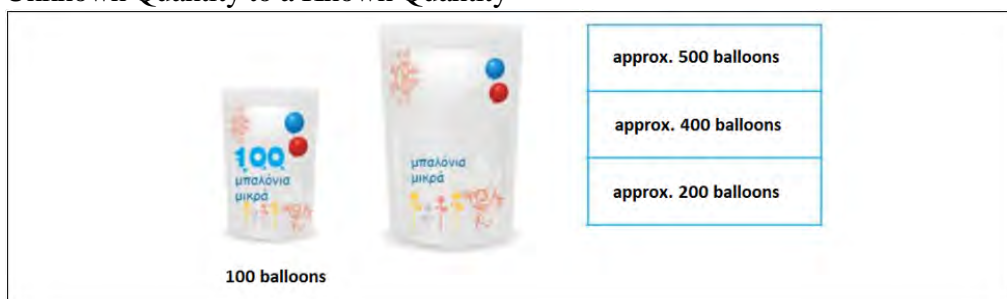 Unknown Quantity to a Known Quantity
100
μπαλόνια
μικρά
100 balloons
μπαλόνια
μικρά
approx. 500 balloons
approx. 400 balloons
approx. 200 balloons